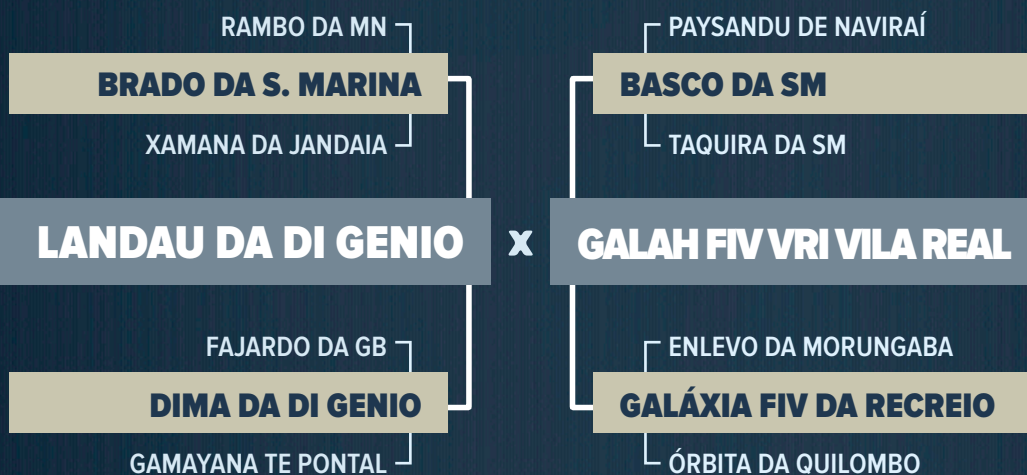 RAMBO DA MN
BRADO DA S. MARINA
XAMANA DA JANDAIA
PAYSANDU DE NAVIRAÍ
BASCO DA SM
TAQUIRA DA SM
LANDAU DA DI GENIO x GALAH FIV VRI VILA REAL
FAJARDO DA GB
DIMA DA DI GENIO
GAMAYANA TE PONTAL
ENLEVO DA MORUNGABA
GALÁXIA FIV DA RECREIO
ÓRBITA DA QUILOMBO